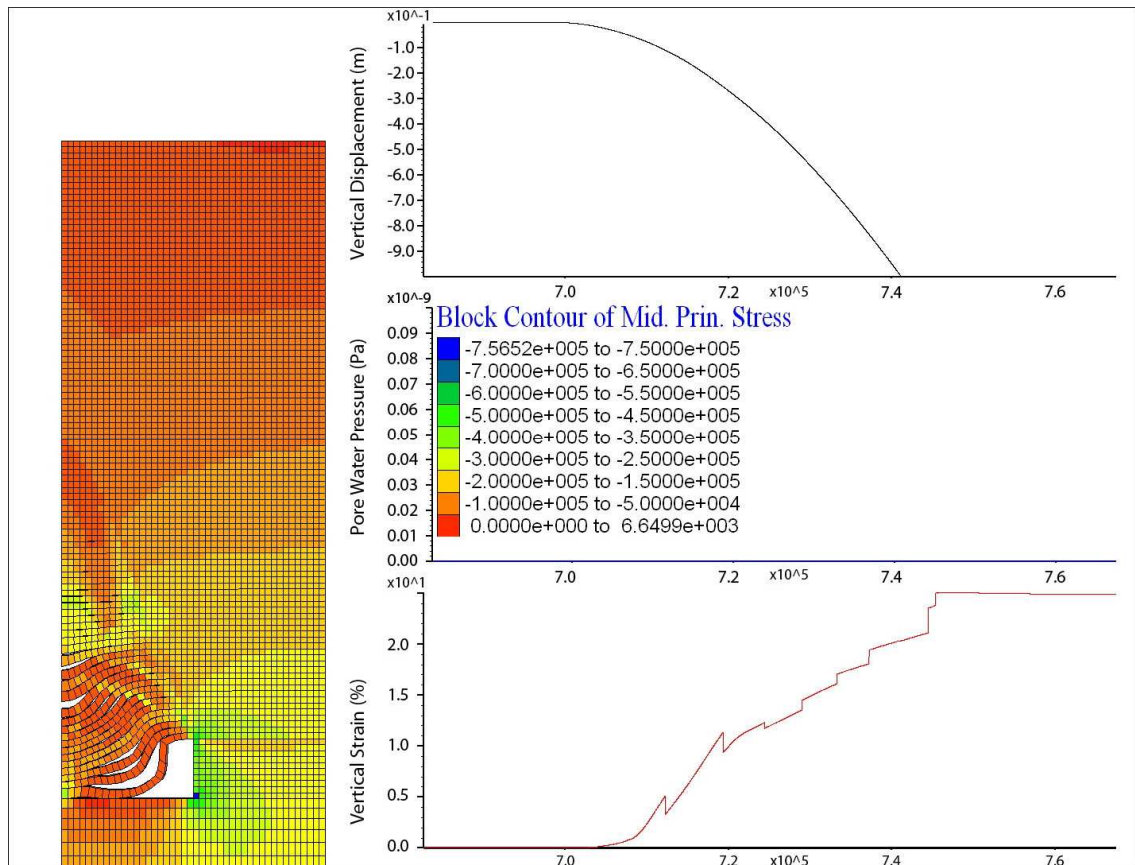 x10^-1
Vertical Displacement (m)
-1.0
-2.0
-3.0
-4.0
-5.0
-6.0
-7.0
-8.0
-9.0
7.0 7.2 x10^5 7.4 7.6
x10^-9
Pore Water Pressure (Pa)
0.09
0.08
0.07
0.06
0.05
0.04
0.03
0.02
0.01
0.00
Block Contour of Mid. Prin. Stress
-7.5652e+005 to -7.5000e+005
-7.0000e+005 to -6.5000e+005
-6.0000e+005 to -5.5000e+005
-5.0000e+005 to -4.5000e+005
-4.0000e+005 to -3.5000e+005
-3.0000e+005 to -2.5000e+005
-2.0000e+005 to -1.5000e+005
-1.0000e+005 to -5.0000e+004
0.0000e+000 to 6.6499e+003
7.0 7.2 x10^5 7.4 7.6
x10^1
Vertical Strain (%)
2.0
1.5
1.0
0.5
0.0
7.0 7.2 x10^5 7.4 7.6